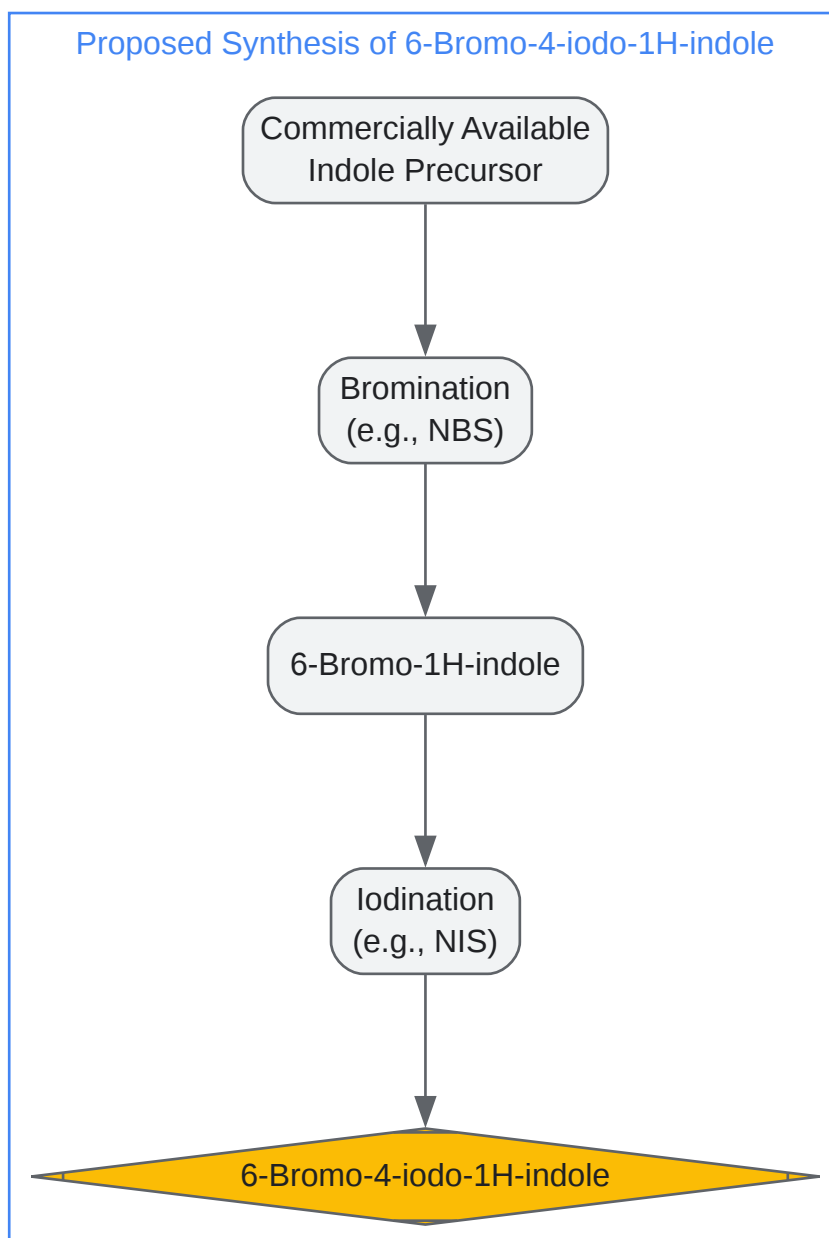 Proposed Synthesis of 6-Bromo-4-iodo-1H-indole
Commercially Available
Indole Precursor
Bromination
(e.g., NBS)
6-Bromo-1H-indole
Iodination
(e.g., NIS)
6-Bromo-4-iodo-1H-indole